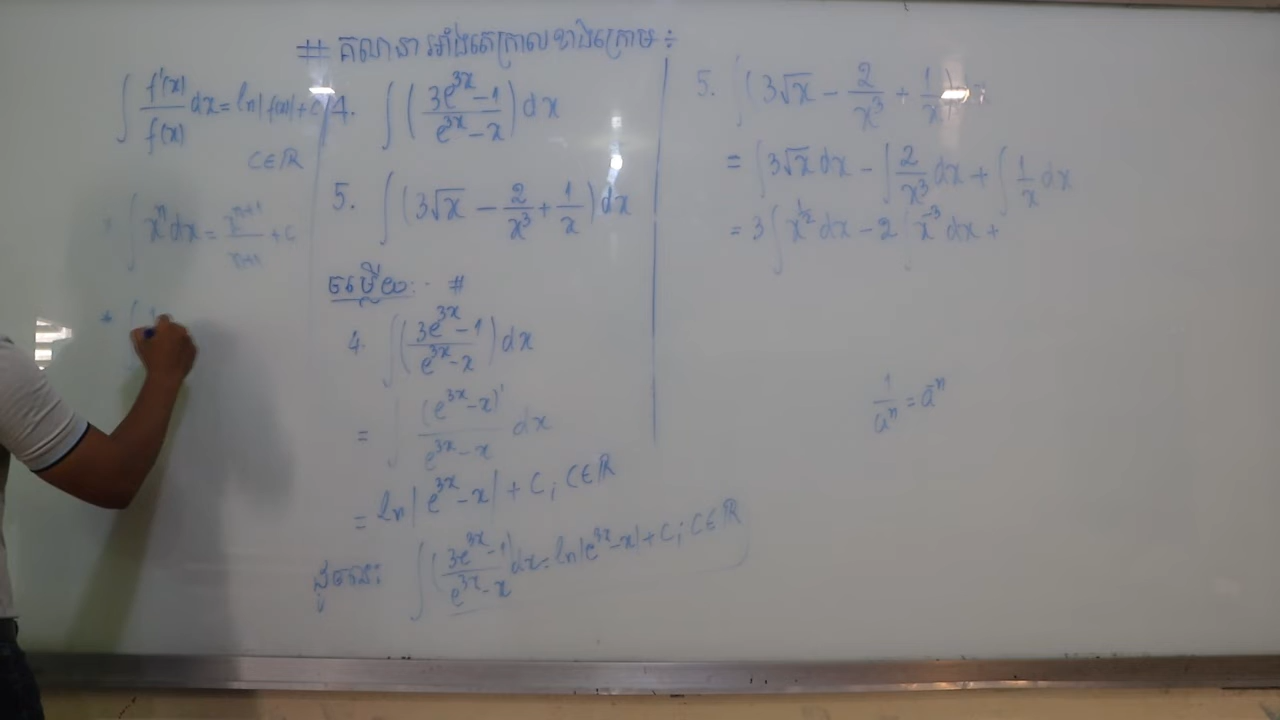 # គណនាអាំងតេក្រាលខាងក្រោម ÷
∫ f'(x)/f(x) dx = ln|f(x)| + C
C∈ℝ
* ∫ xⁿ dx = xⁿ⁺¹/n+1 + C
* ∫ 1
4. ∫ (3e³ˣ − 1 / e³ˣ − x) dx
5. ∫ (3√x − 2/x³ + 1/x) dx
ចម្លើយ: #
4. ∫ (3e³ˣ − 1 / e³ˣ − x) dx
= ∫ (e³ˣ − x)' / e³ˣ − x dx
= ln|e³ˣ − x| + C; C∈ℝ
ដូចនេះ ∫ (3e³ˣ − 1 / e³ˣ − x) dx = ln|e³ˣ − x| + C; C∈ℝ
5. ∫ (3√x − 2/x³ + 1/x) dx
= ∫ 3√x dx − ∫ 2/x³ dx + ∫ 1/x dx
= 3 ∫ x^½ dx − 2 ∫ x⁻³ dx +
1/aⁿ = a⁻ⁿ